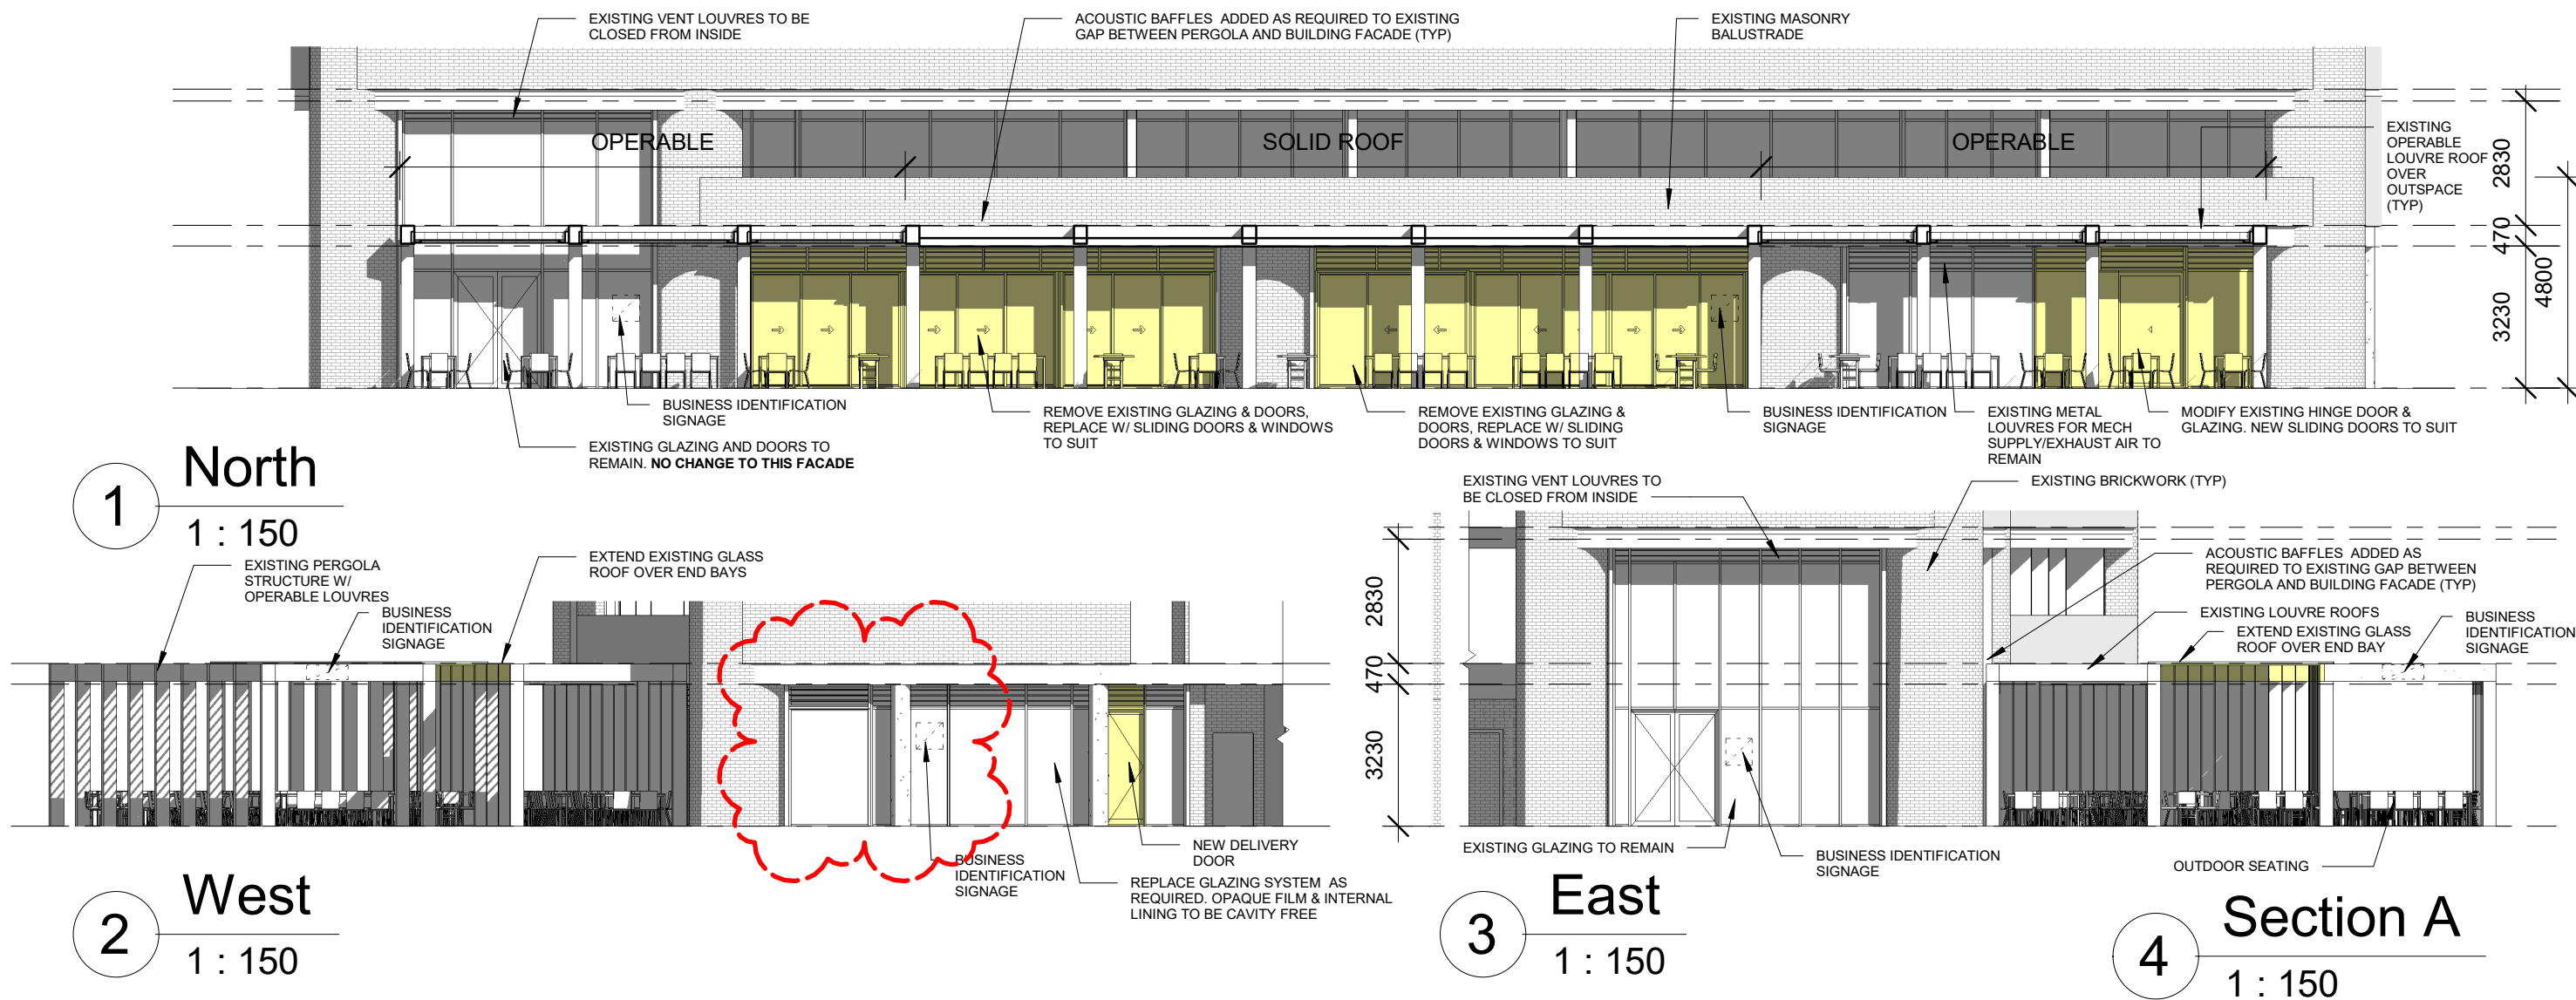 EXISTING VENT LOUVRES TO BE
CLOSED FROM INSIDE
ACOUSTIC BAFFLES ADDED AS REQUIRED TO EXISTING
GAP BETWEEN PERGOLA AND BUILDING FACADE (TYP)
EXISTING MASONRY
BALUSTRADE
OPERABLE
SOLID ROOF
OPERABLE
EXISTING
OPERABLE
LOUVRE ROOF
OVER
OUTSPACE
(TYP)
2830
470
3230
4800
BUSINESS IDENTIFICATION
SIGNAGE
EXISTING GLAZING AND DOORS TO
REMAIN. NO CHANGE TO THIS FACADE
REMOVE EXISTING GLAZING & DOORS,
REPLACE W/ SLIDING DOORS & WINDOWS
TO SUIT
REMOVE EXISTING GLAZING &
DOORS, REPLACE W/ SLIDING
DOORS & WINDOWS TO SUIT
BUSINESS IDENTIFICATION
SIGNAGE
EXISTING METAL
LOUVRES FOR MECH
SUPPLY/EXHAUST AIR TO
REMAIN
MODIFY EXISTING HINGE DOOR &
GLAZING. NEW SLIDING DOORS TO SUIT
1
North
1 : 150
EXISTING PERGOLA
STRUCTURE W/
OPERABLE LOUVRES
BUSINESS
IDENTIFICATION
SIGNAGE
EXTEND EXISTING GLASS
ROOF OVER END BAYS
BUSINESS
IDENTIFICATION
SIGNAGE
NEW DELIVERY
DOOR
REPLACE GLAZING SYSTEM AS
REQUIRED. OPAQUE FILM & INTERNAL
LINING TO BE CAVITY FREE
2
West
1 : 150
EXISTING VENT LOUVRES TO
BE CLOSED FROM INSIDE
EXISTING BRICKWORK (TYP)
2830
470
3230
EXISTING GLAZING TO REMAIN
BUSINESS IDENTIFICATION
SIGNAGE
3
East
1 : 150
ACOUSTIC BAFFLES ADDED AS
REQUIRED TO EXISTING GAP BETWEEN
PERGOLA AND BUILDING FACADE (TYP)
EXISTING LOUVRE ROOFS
EXTEND EXISTING GLASS
ROOF OVER END BAY
BUSINESS
IDENTIFICATION
SIGNAGE
OUTDOOR SEATING
4
Section A
1 : 150